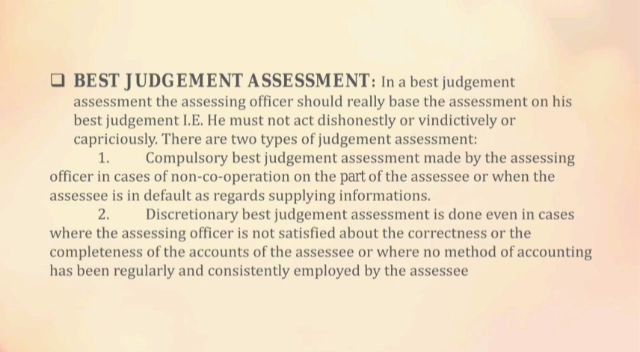 ❑ BEST JUDGEMENT ASSESSMENT: In a best judgement
assessment the assessing officer should really base the assessment on his
best judgement I.E. He must not act dishonestly or vindictively or
capriciously. There are two types of judgement assessment:
1. Compulsory best judgement assessment made by the assessing
officer in cases of non-co-operation on the part of the assessee or when the
assessee is in default as regards supplying informations.
2. Discretionary best judgement assessment is done even in cases
where the assessing officer is not satisfied about the correctness or the
completeness of the accounts of the assessee or where no method of accounting
has been regularly and consistently employed by the assessee